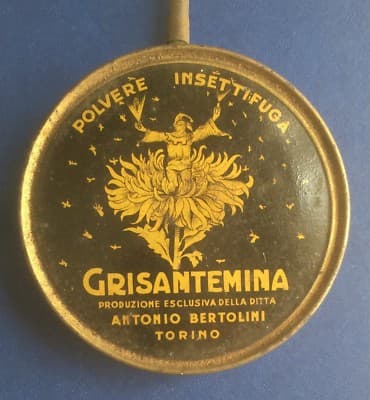 POLVERE INSETTIFUGA
GRISANTEMINA
PRODUZIONE ESCLUSIVA DELLA DITTA
ANTONIO BERTOLINI
TORINO